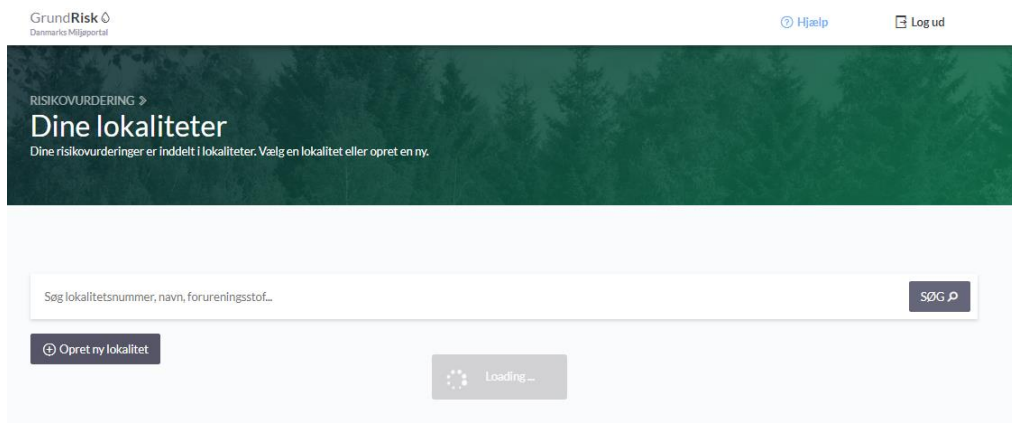 GrundRisk
Danmarks Miljøportal
Hjælp
Log ud
RISIKOVURDERING
Dine lokaliteter
Dine risikovurderinger er inddelt i lokaliteter. Vælg en lokalitet eller opret en ny.
Søg lokalitetsnummer, navn, forureningsstof...
SØG
Opret ny lokalitet
Loading...